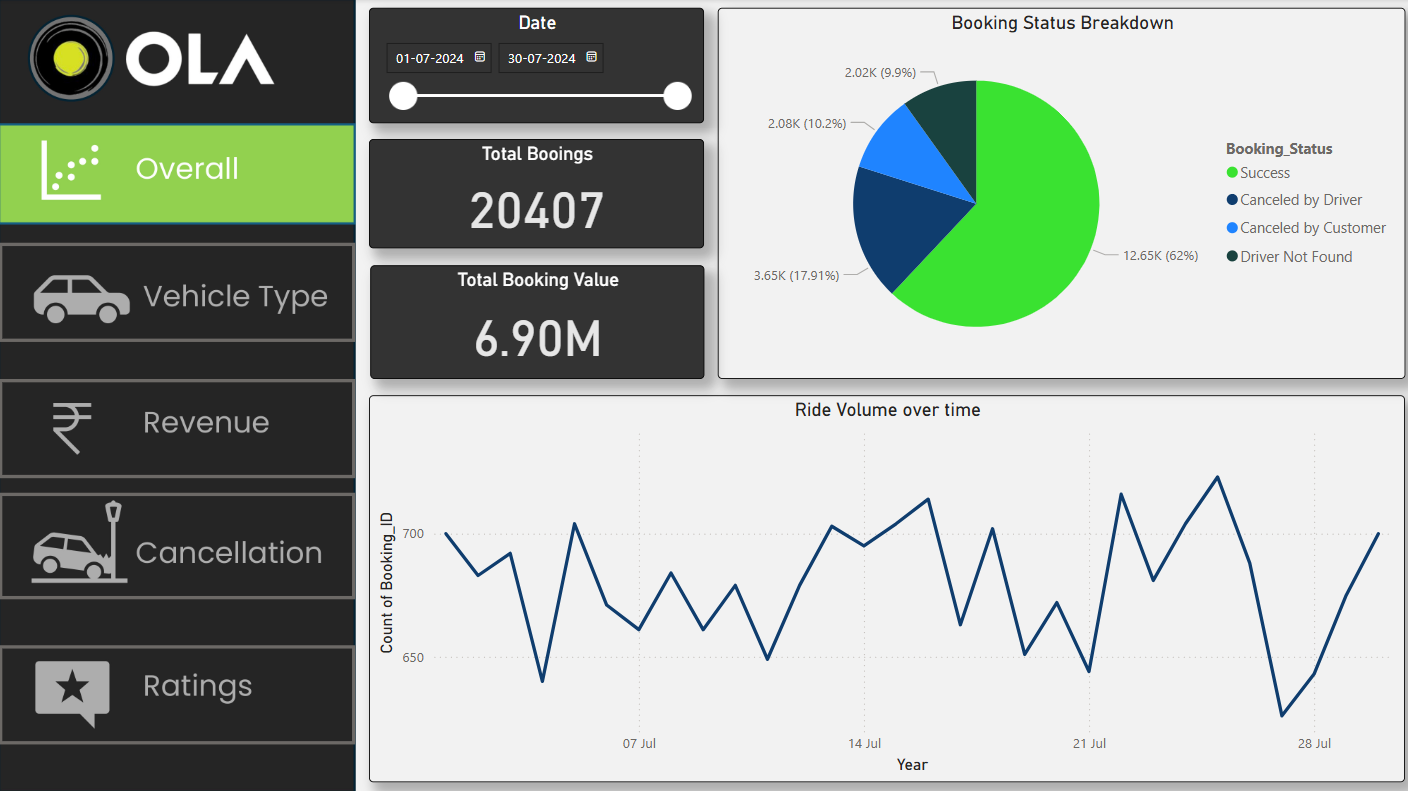 OLA
Overall
Vehicle Type
Revenue
Cancellation
Ratings
Date
01-07-2024
30-07-2024
Total Booings
20407
Total Booking Value
6.90M
Booking Status Breakdown
2.02K (9.9%)
2.08K (10.2%)
3.65K (17.91%)
12.65K (62%)
Booking_Status
Success
Canceled by Driver
Canceled by Customer
Driver Not Found
Ride Volume over time
Count of Booking_ID
700
650
07 Jul
14 Jul
21 Jul
28 Jul
Year